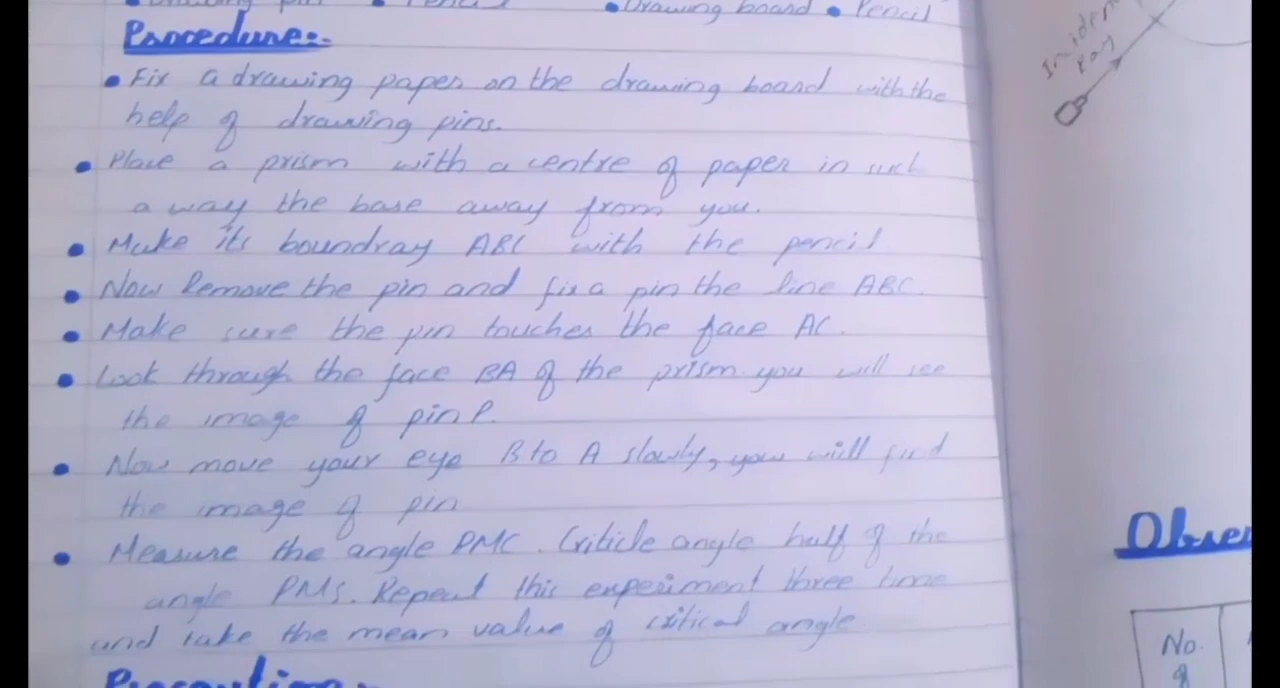 Drawing pin • Pencil • Drawing board • Pencil
Procedure:-
• Fix a drawing paper on the drawing board with the
help of drawing pins.
• Place a prism with a centre of paper in such
a way the base away from you.
• Make its boundray ABC with the pencil
• Now Remove the pin and fix a pin the line ABC.
• Make sure the pin touches the face AC.
• Look through the face BA of the prism you will see
the image of pin P.
• Now move your eye B to A slowly, you will find
the image of pin
• Measure the angle PMC. Criticle angle half of the
angle PMS. Repeat this experiment three time
and take the mean value of critical angle
Precaution:-
Ray
Obser
No.
of